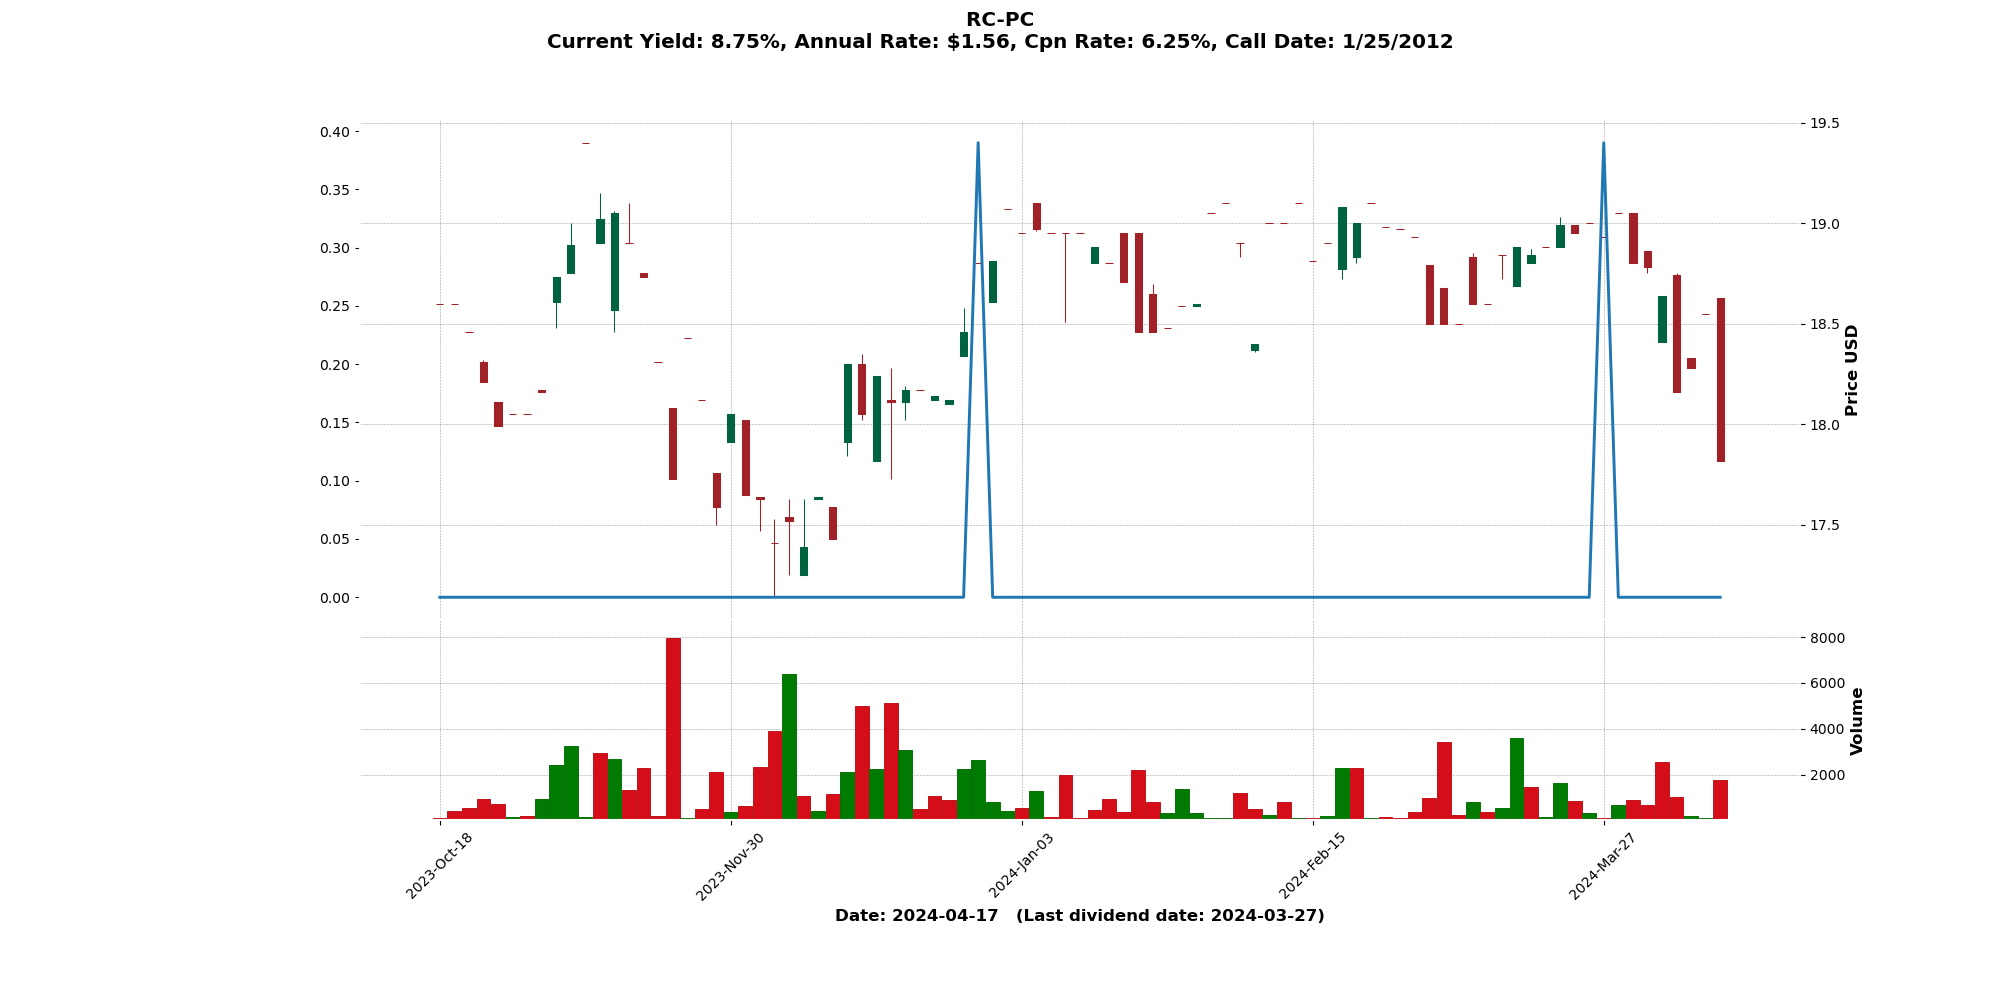 RC-PC
Current Yield: 8.75%, Annual Rate: $1.56, Cpn Rate: 6.25%, Call Date: 1/25/2012
0.40
0.35
0.30
0.25
0.20
0.15
0.10
0.05
0.00
19.5
19.0
18.5
18.0
17.5
Price USD
8000
6000
4000
2000
Volume
2023-Oct-18
2023-Nov-30
2024-Jan-03
2024-Feb-15
2024-Mar-27
Date: 2024-04-17 (Last dividend date: 2024-03-27)